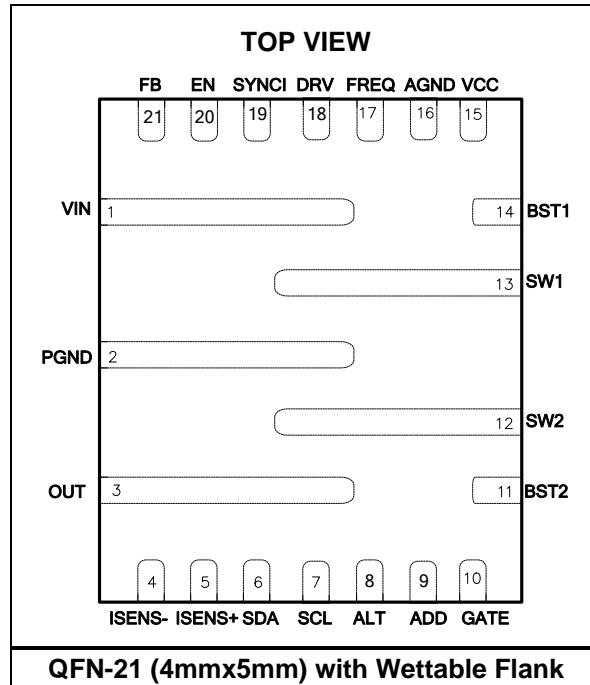 TOP VIEW
FB EN SYNCI DRV FREQ AGND VCC
21 20 19 18 17 16 15
VIN 1 14 BST1
13 SW1
PGND 2
12 SW2
OUT 3 11 BST2
4 5 6 7 8 9 10
ISENS- ISENS+ SDA SCL ALT ADD GATE
QFN-21 (4mmx5mm) with Wettable Flank